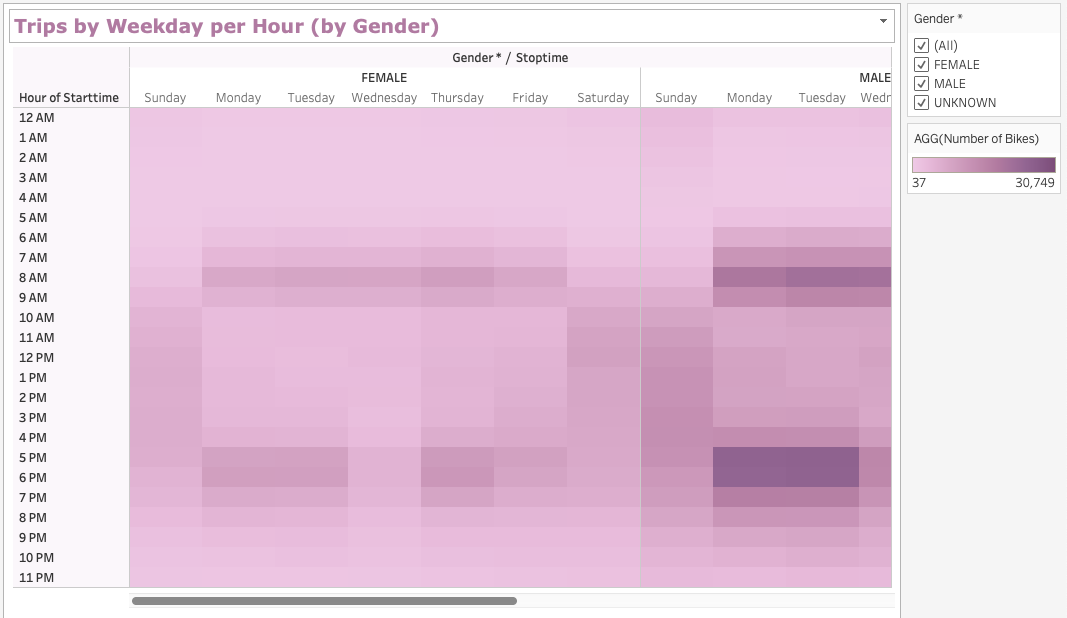 Trips by Weekday per Hour (by Gender)
Gender * / Stoptime
FEMALE MALE
Hour of Starttime Sunday Monday Tuesday Wednesday Thursday Friday Saturday Sunday Monday Tuesday Wedr
12 AM
1 AM
2 AM
3 AM
4 AM
5 AM
6 AM
7 AM
8 AM
9 AM
10 AM
11 AM
12 PM
1 PM
2 PM
3 PM
4 PM
5 PM
6 PM
7 PM
8 PM
9 PM
10 PM
11 PM
Gender *
(All)
FEMALE
MALE
UNKNOWN
AGG(Number of Bikes)
37 30,749